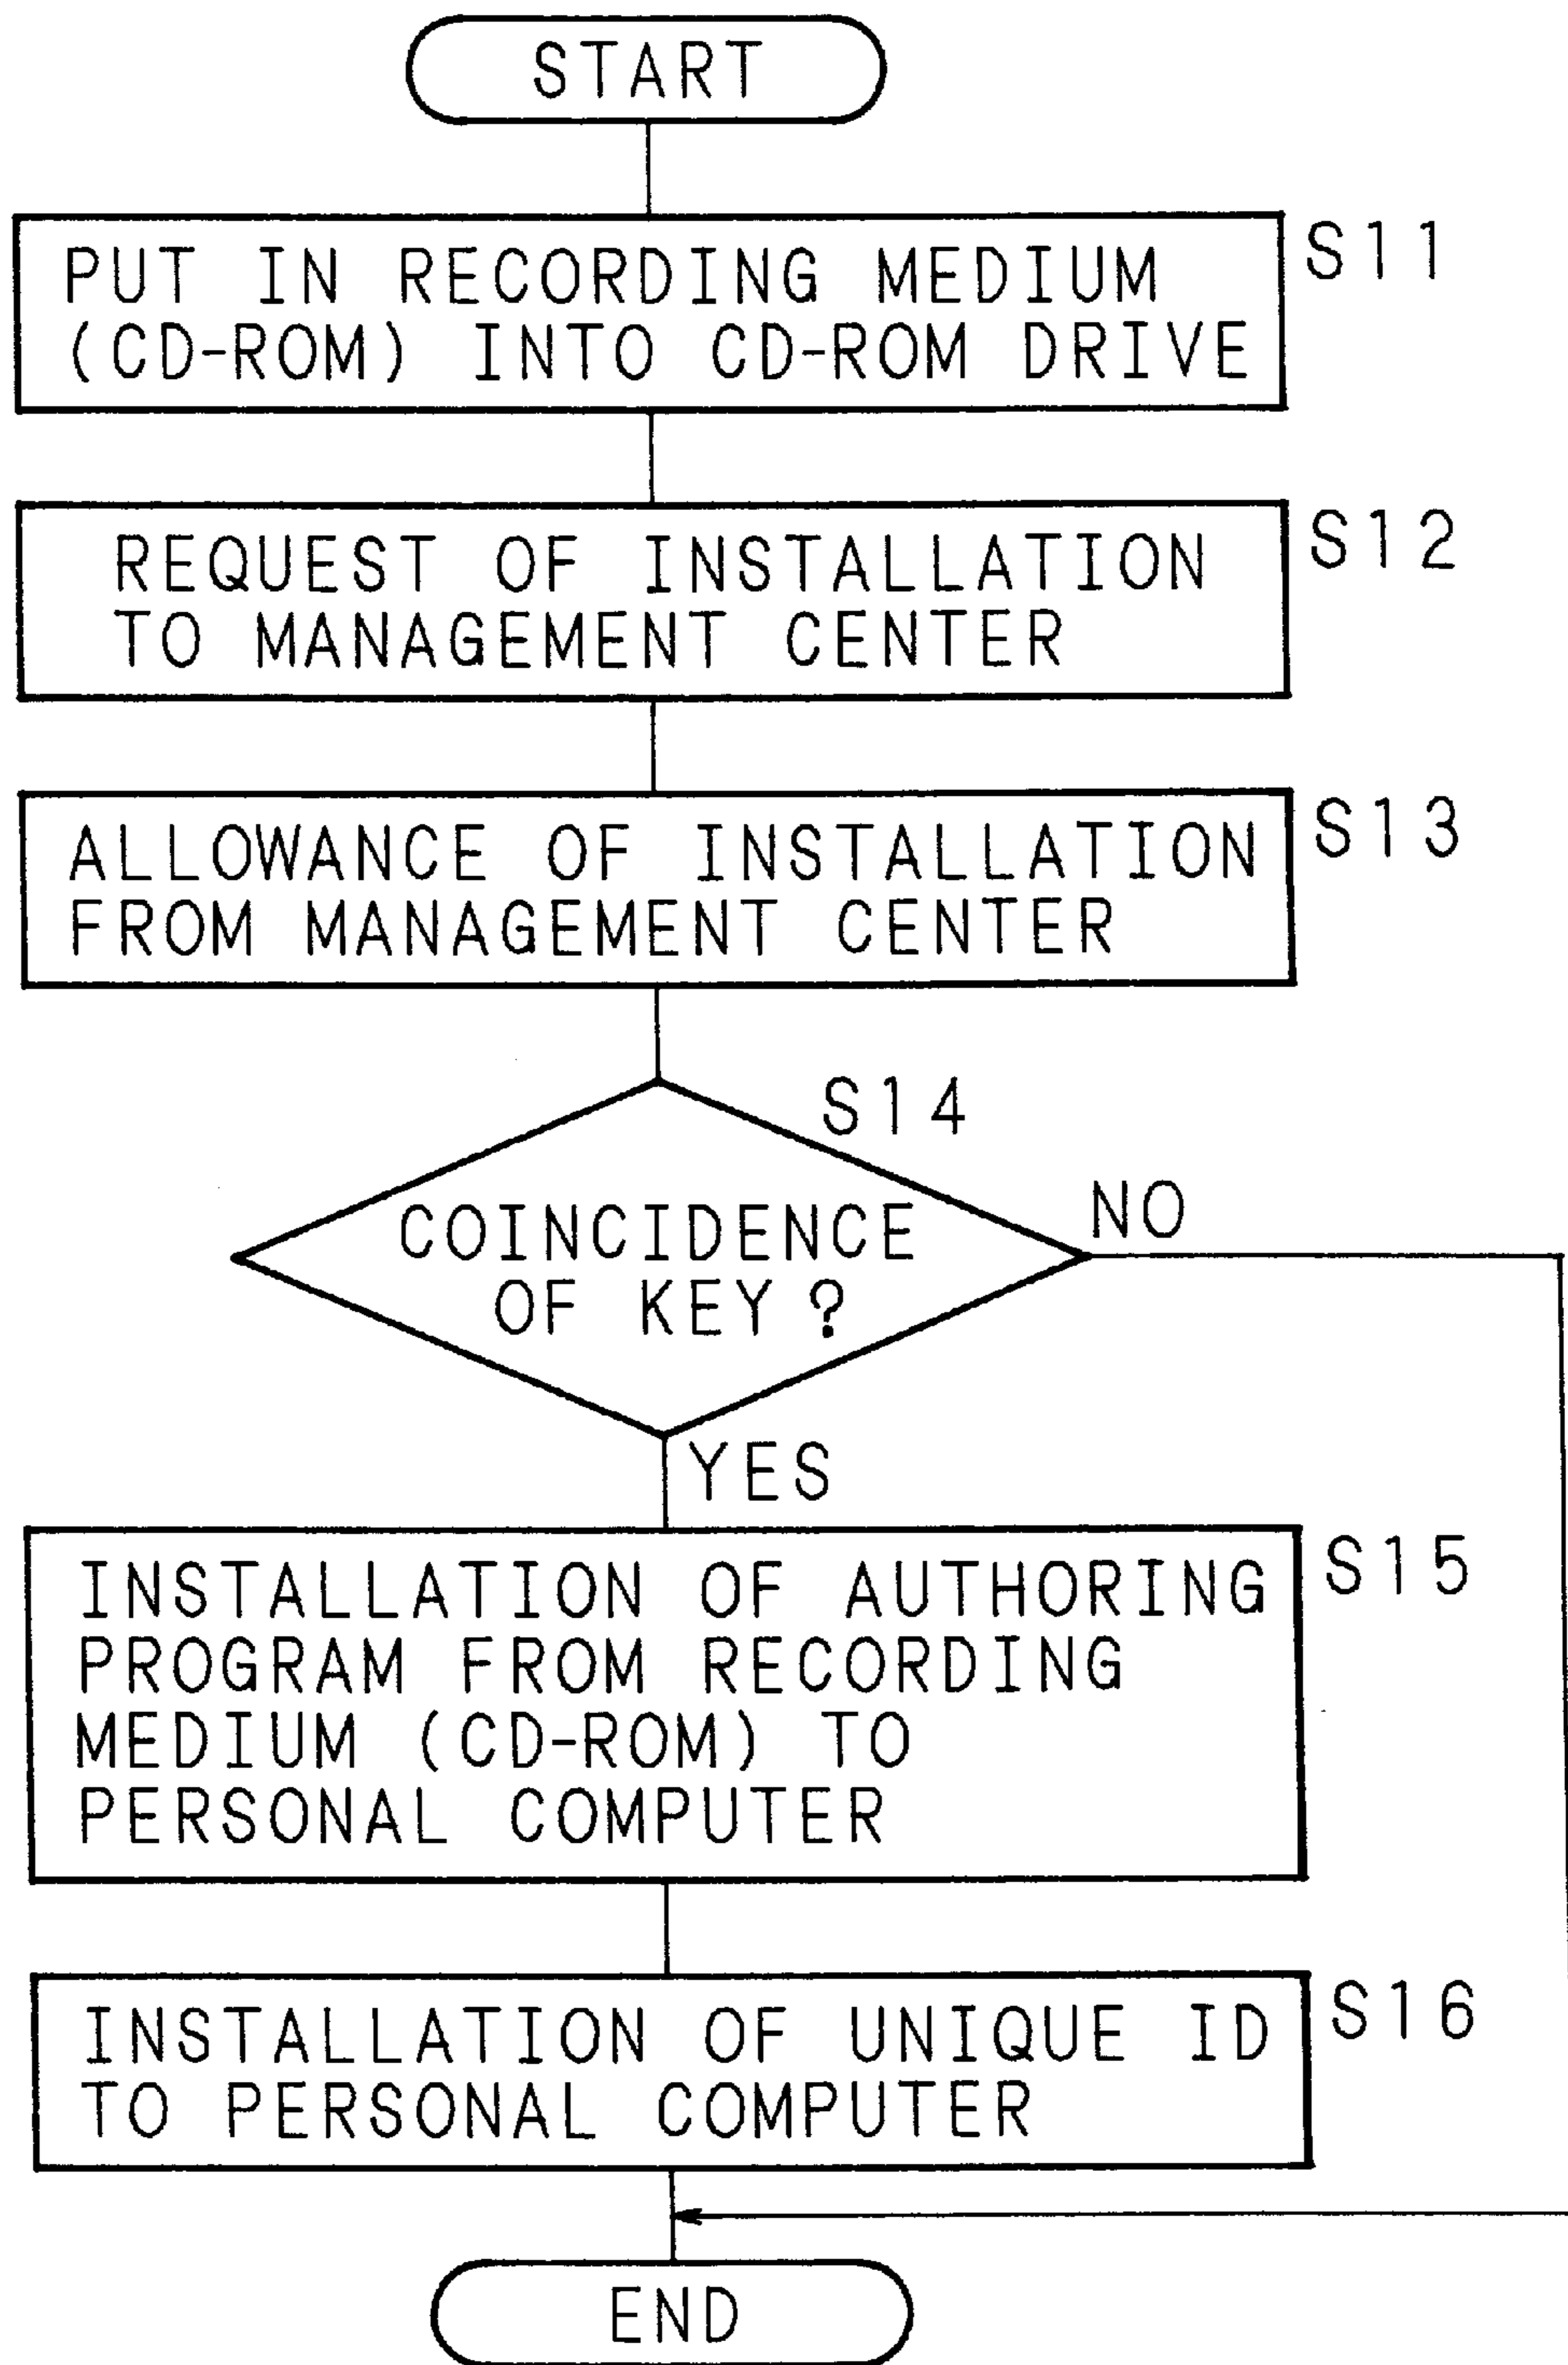 START
PUT IN RECORDING MEDIUM
(CD-ROM) INTO CD-ROM DRIVE
S11
REQUEST OF INSTALLATION
TO MANAGEMENT CENTER
S12
ALLOWANCE OF INSTALLATION
FROM MANAGEMENT CENTER
S13
S14
COINCIDENCE
OF KEY?
NO
YES
INSTALLATION OF AUTHORING
PROGRAM FROM RECORDING
MEDIUM (CD-ROM) TO
PERSONAL COMPUTER
S15
INSTALLATION OF UNIQUE ID
TO PERSONAL COMPUTER
S16
END